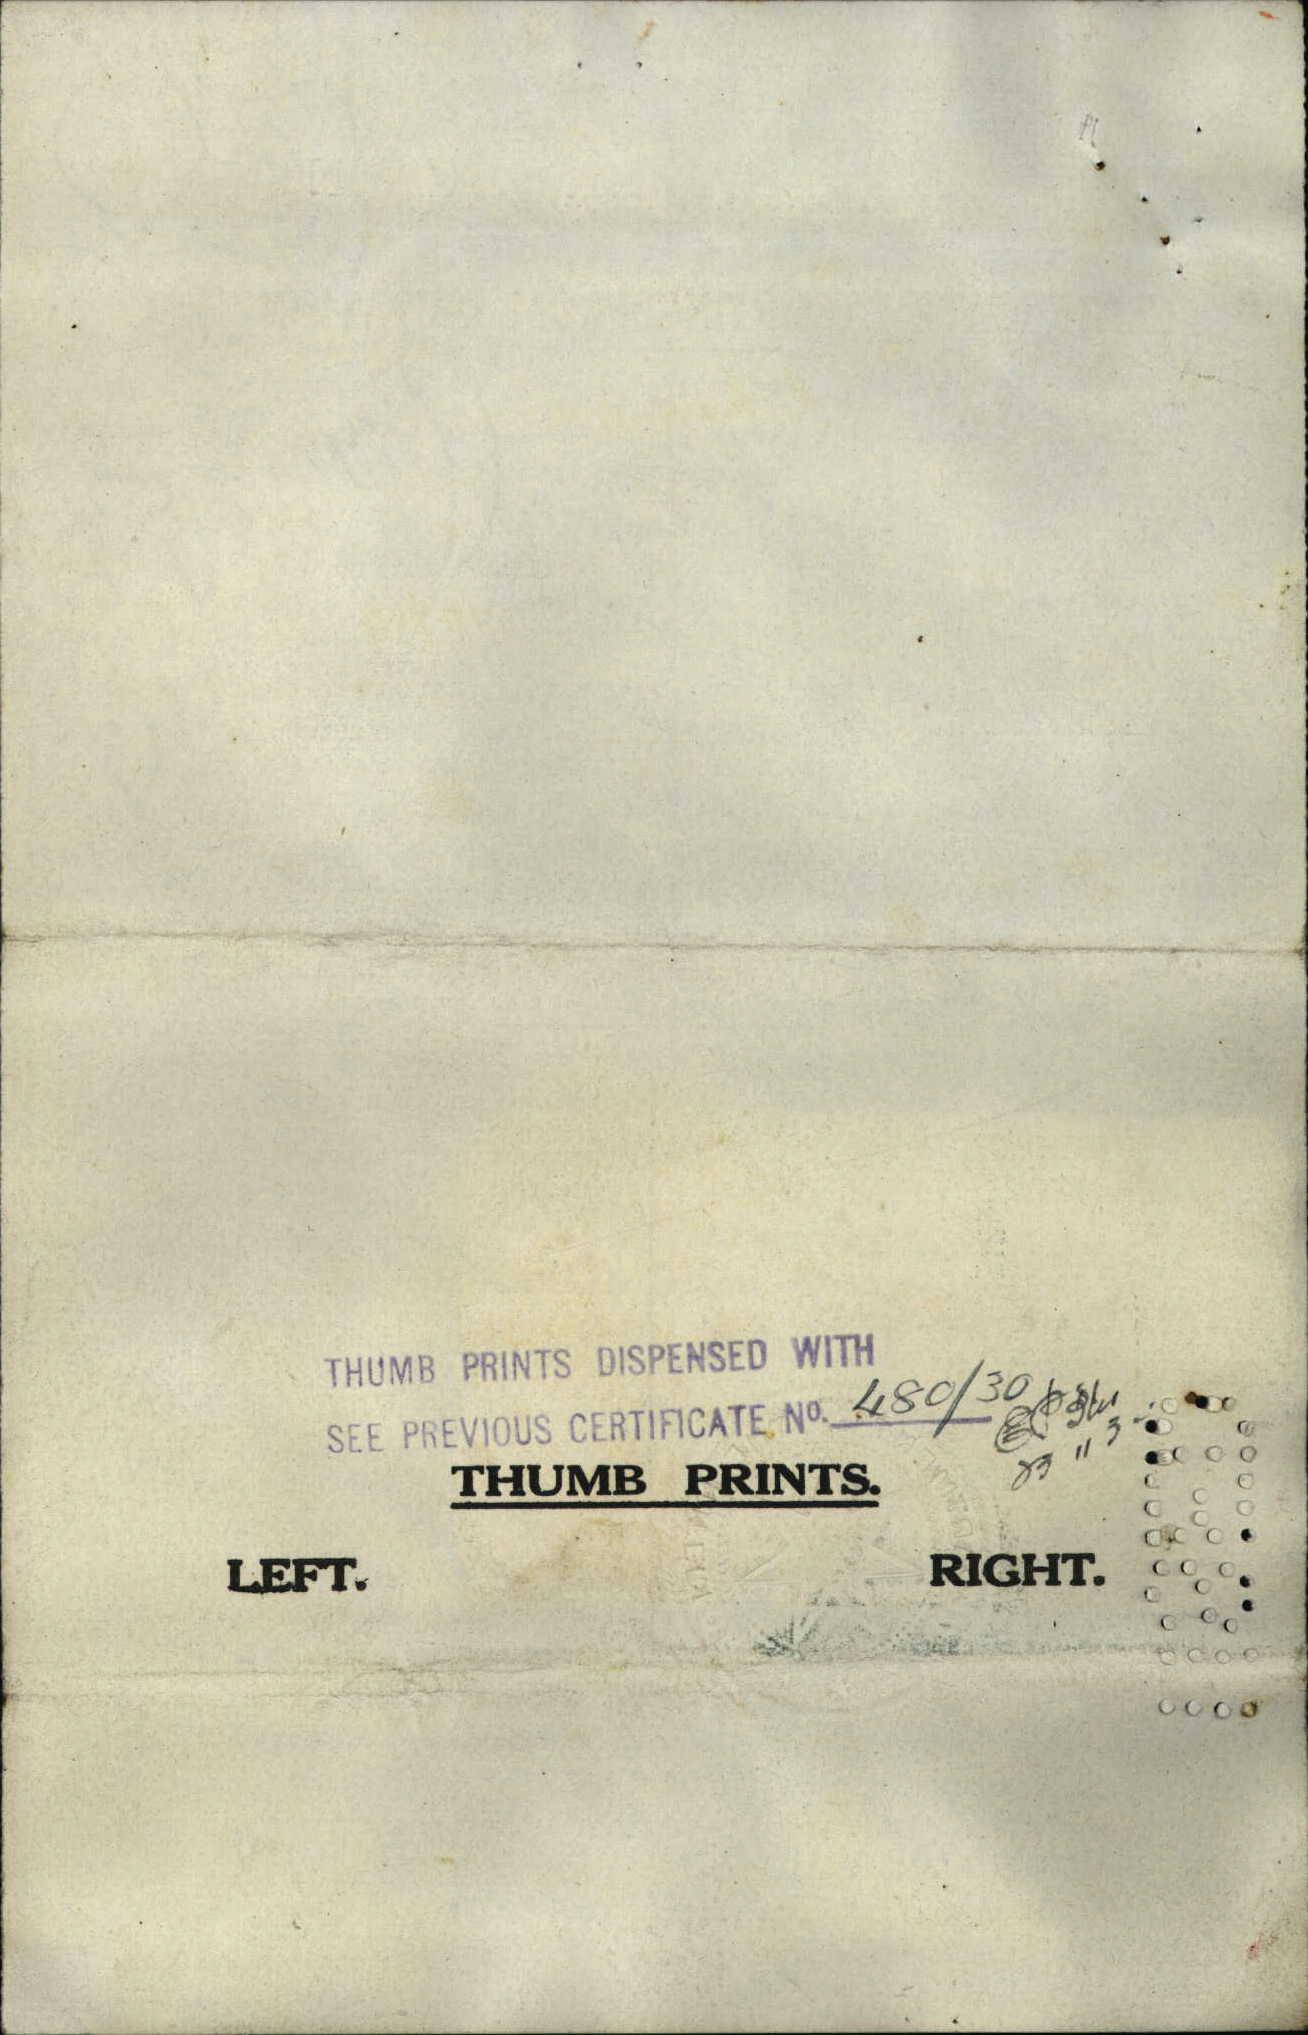 THUMB PRINTS DISPENSED WITH
SEE PREVIOUS CERTIFICATE No. 480/30
THUMB PRINTS.
LEFT.
RIGHT.